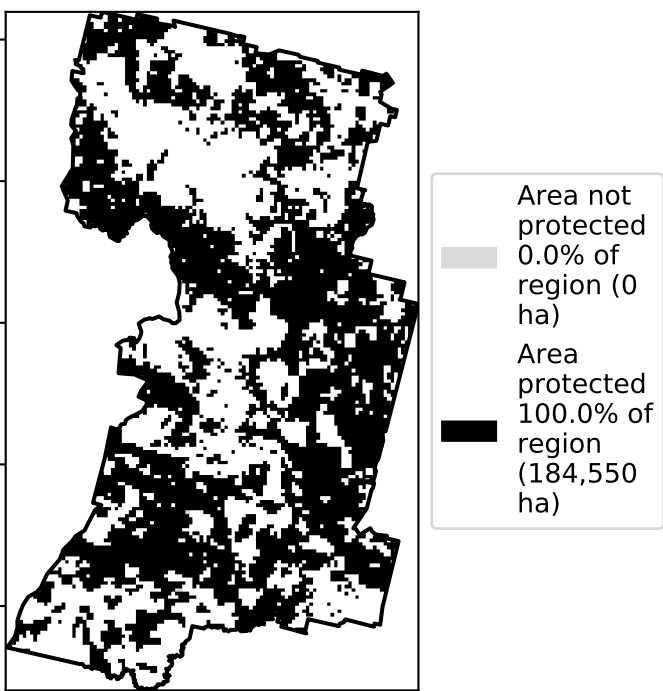 Area not
protected
0.0% of
region (0
ha)
Area
protected
100.0% of
region
(184,550
ha)